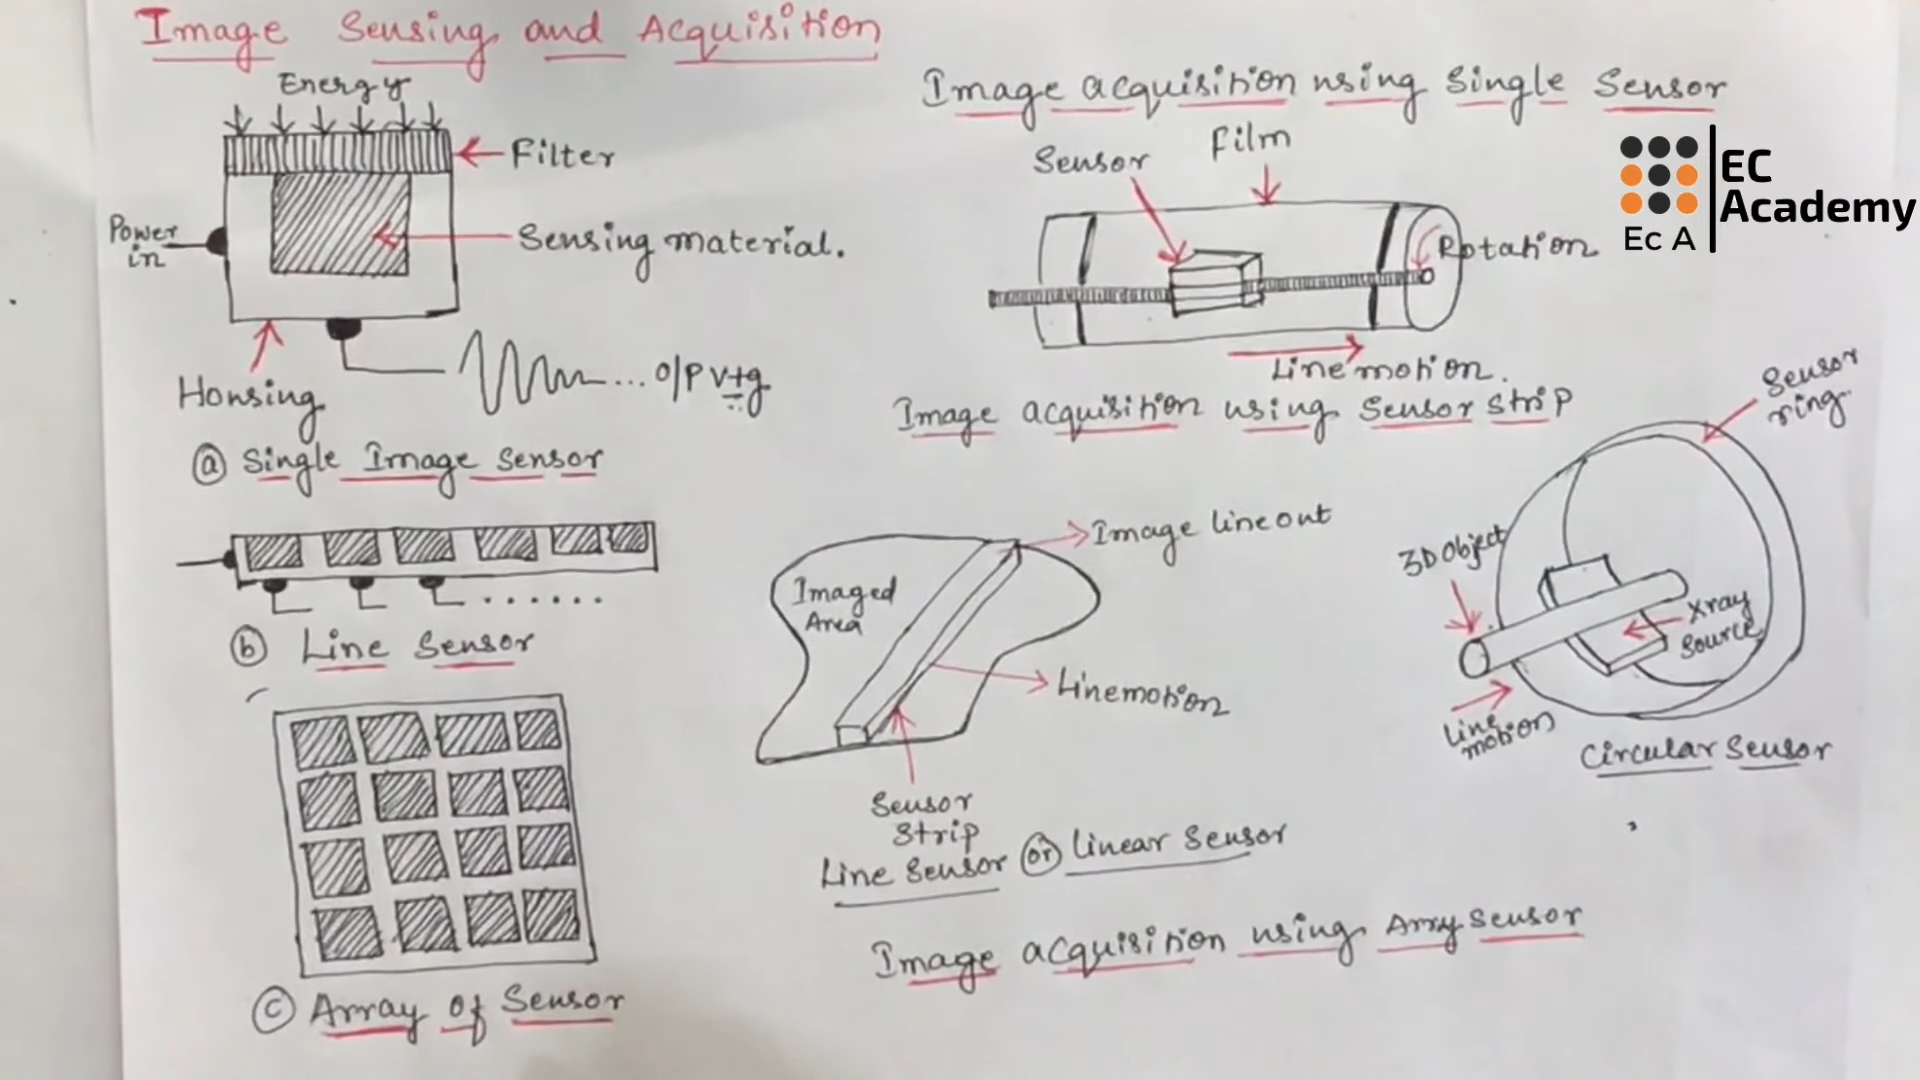 Image Sensing and Acquisition
Energy
Filter
Power in
Sensing material.
Housing
... o/p vtg
(a) Single Image Sensor
(b) Line Sensor
(c) Array of Sensor
Image acquisition using Single Sensor
Film
Sensor
Rotation
Line motion.
EC
Academy
Ec A
Image acquisition using Sensor Strip
Image line out
Imaged
Area
Linemotion
Sensor
Strip
Line Sensor (or) Linear Sensor
Sensor
ring
3D Object
Xray
Source
Line
motion
Circular Sensor
Image acquisition using Array Sensor